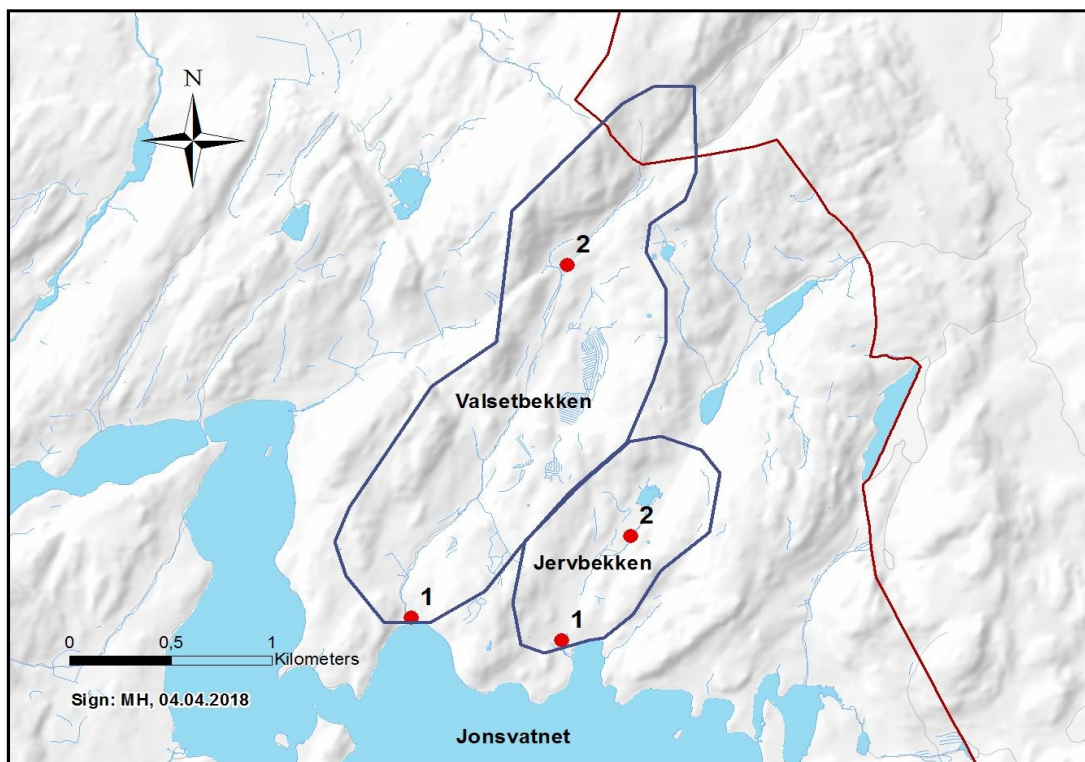 N
2
Valsetbekken
2
Jervbekken
1
1
0 0,5 1
Kilometers
Sign: MH, 04.04.2018
Jonsvatnet